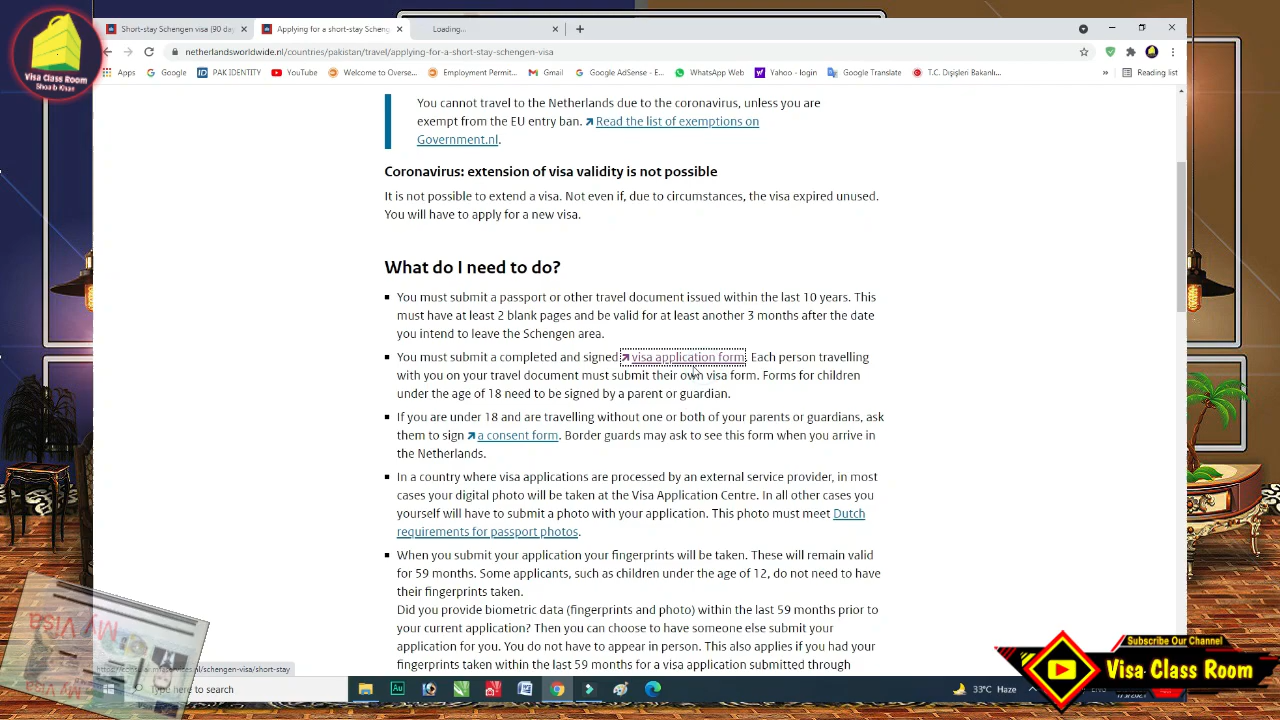 Short-stay Schengen visa (90 day
Applying for a short-stay Scheng
Loading...
netherlandsworldwide.nl/countries/pakistan/travel/applying-for-a-short-stay-schengen-visa
Apps
Google
PAK IDENTITY
YouTube
Welcome to Overse...
Employment Permit...
Gmail
Google AdSense - E...
WhatsApp Web
Yahoo - login
Google Translate
T.C. Dışişleri Bakanlı...
Reading list
Visa Class Room
Shoaib Khan
You cannot travel to the Netherlands due to the coronavirus, unless you are
exempt from the EU entry ban. Read the list of exemptions on
Government.nl.
Coronavirus: extension of visa validity is not possible
It is not possible to extend a visa. Not even if, due to circumstances, the visa expired unused.
You will have to apply for a new visa.
What do I need to do?
You must submit a passport or other travel document issued within the last 10 years. This
must have at least 2 blank pages and be valid for at least another 3 months after the date
you intend to leave the Schengen area.
You must submit a completed and signed visa application form. Each person travelling
with you on your travel document must submit their own visa form. Forms for children
under the age of 18 need to be signed by a parent or guardian.
If you are under 18 and are travelling without one or both of your parents or guardians, ask
them to sign a consent form. Border guards may ask to see this form when you arrive in
the Netherlands.
In a country where visa applications are processed by an external service provider, in most
cases your digital photo will be taken at the Visa Application Centre. In all other cases you
yourself will have to submit a photo with your application. This photo must meet Dutch
requirements for passport photos.
When you submit your application your fingerprints will be taken. These will remain valid
for 59 months. Some applicants, such as children under the age of 12, do not need to have
their fingerprints taken.
Did you provide biometric data (fingerprints and photo) within the last 59 months prior to
your current application? Then you can choose to have someone else submit your
not have to appear in person. This also applies if you had your
fingerprints taken within the last 59 months for a visa application submitted through
/schengen-visa/short-stay
Type here to search
33°C Haze
Subscribe Our Channel
Visa Class Room